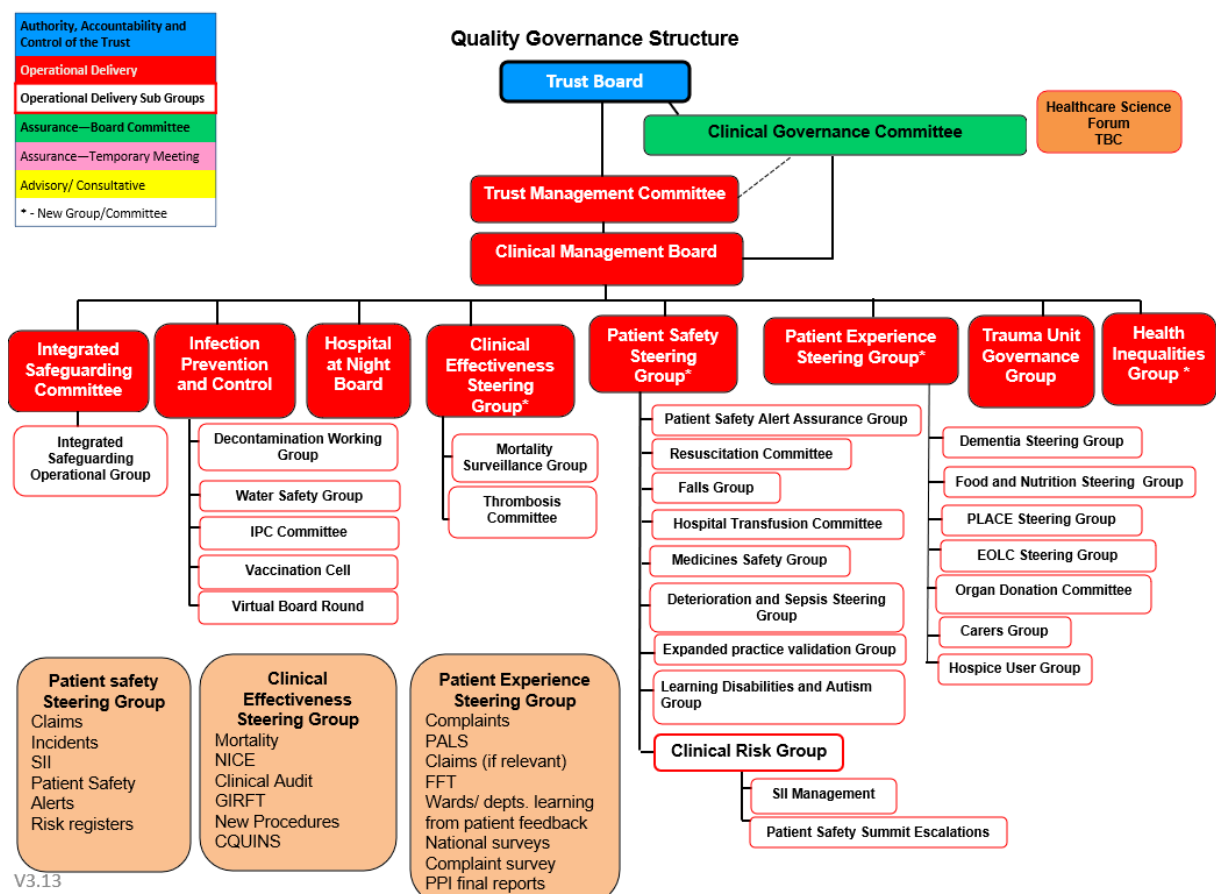 Authority, Accountability and
Control of the Trust
Operational Delivery
Operational Delivery Sub Groups
Assurance—Board Committee
Assurance—Temporary Meeting
Advisory/ Consultative
* - New Group/Committee
Quality Governance Structure
Trust Board
Clinical Governance Committee
Healthcare Science
Forum
TBC
Trust Management Committee
Clinical Management Board
Integrated
Safeguarding
Committee
Infection
Prevention
and Control
Hospital
at Night
Board
Clinical
Effectiveness
Steering
Group*
Patient Safety
Steering
Group*
Patient Experience
Steering Group*
Trauma Unit
Governance
Group
Health
Inequalities
Group *
Integrated
Safeguarding
Operational Group
Decontamination Working
Group
Water Safety Group
IPC Committee
Vaccination Cell
Virtual Board Round
Mortality
Surveillance Group
Thrombosis
Committee
Patient Safety Alert Assurance Group
Resuscitation Committee
Falls Group
Hospital Transfusion Committee
Medicines Safety Group
Deterioration and Sepsis Steering
Group
Expanded practice validation Group
Learning Disabilities and Autism
Group
Clinical Risk Group
SII Management
Patient Safety Summit Escalations
Dementia Steering Group
Food and Nutrition Steering Group
PLACE Steering Group
EOLC Steering Group
Organ Donation Committee
Carers Group
Hospice User Group
Patient safety
Steering Group
Claims
Incidents
SII
Patient Safety
Alerts
Risk registers
Clinical
Effectiveness
Steering Group
Mortality
NICE
Clinical Audit
GIRFT
New Procedures
CQUINS
Patient Experience
Steering Group
Complaints
PALS
Claims (if relevant)
FFT
Wards/ depts. learning
from patient feedback
National surveys
Complaint survey
PPI final reports
V3.13